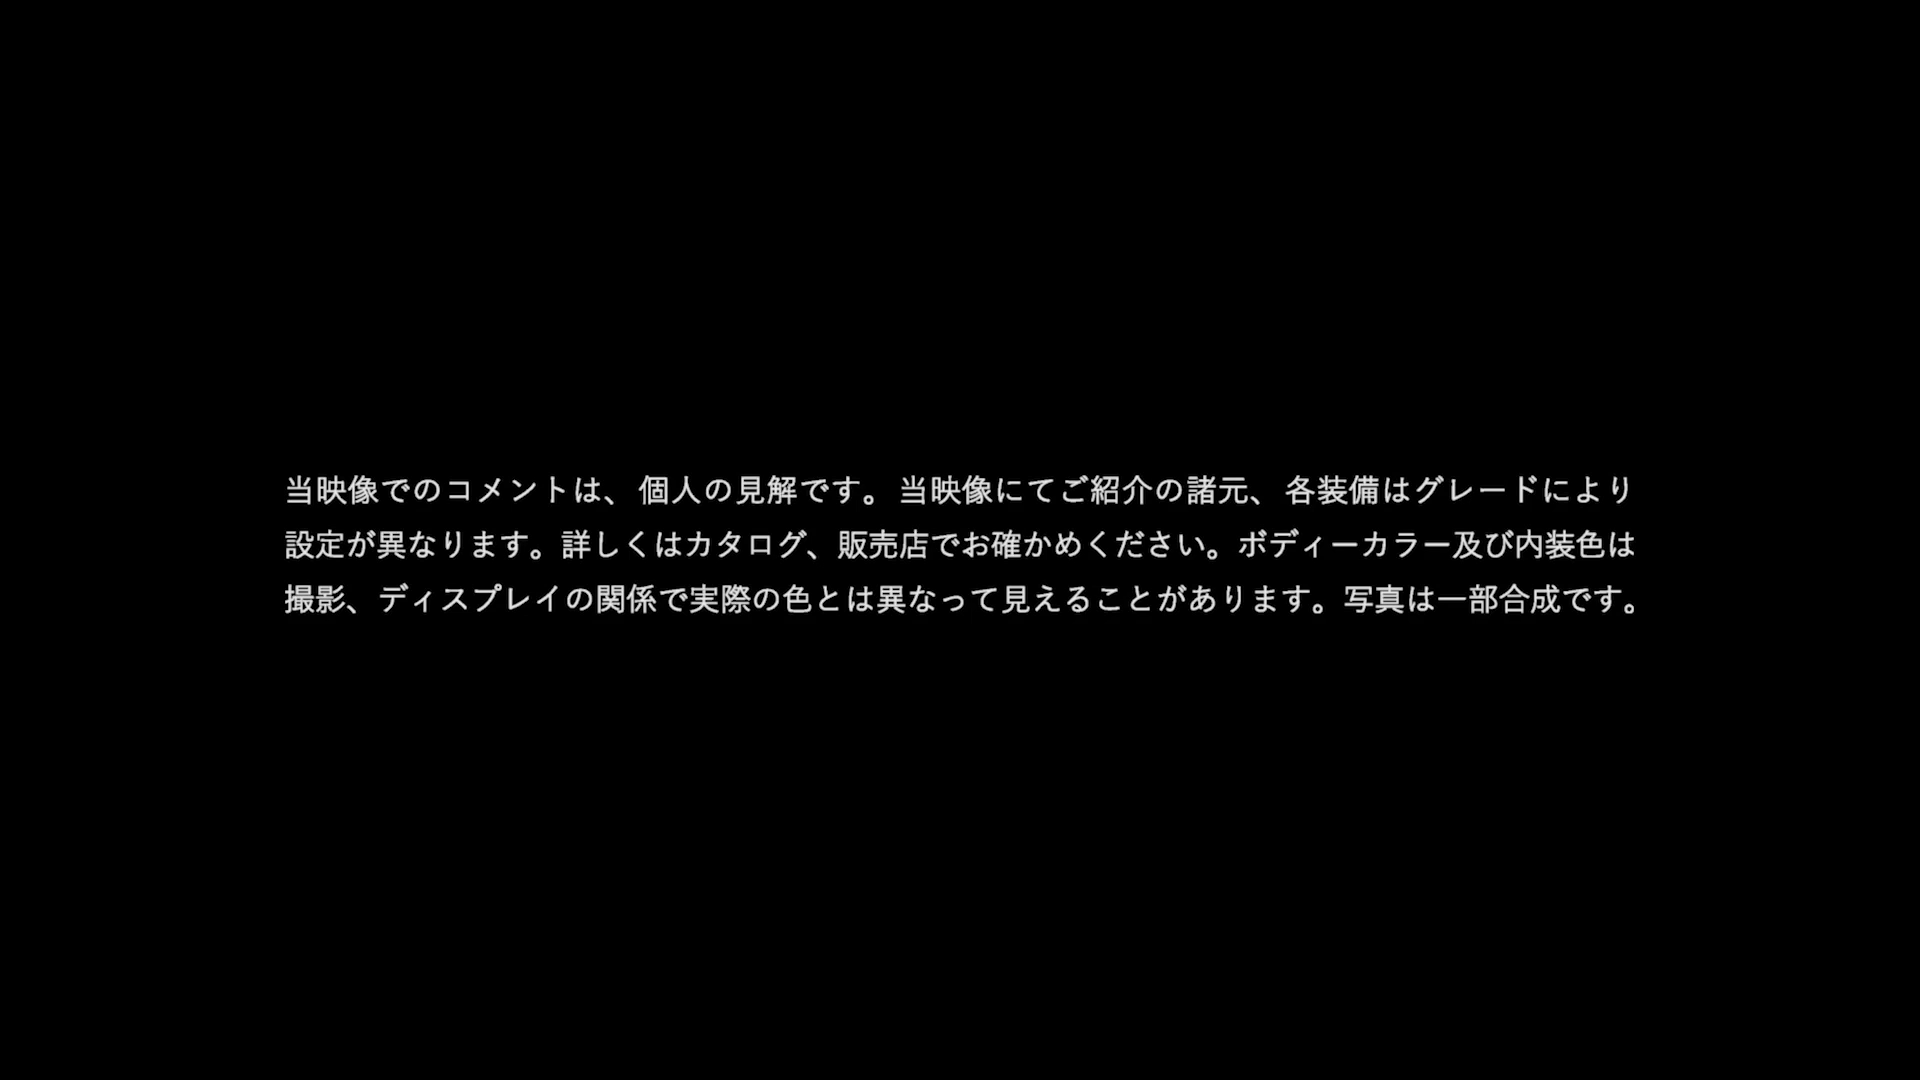 当映像でのコメントは、個人の見解です。当映像にてご紹介の諸元、各装備はグレードにより
設定が異なります。詳しくはカタログ、販売店でお確かめください。ボディーカラー及び内装色は
撮影、ディスプレイの関係で実際の色とは異なって見えることがあります。写真は一部合成です。